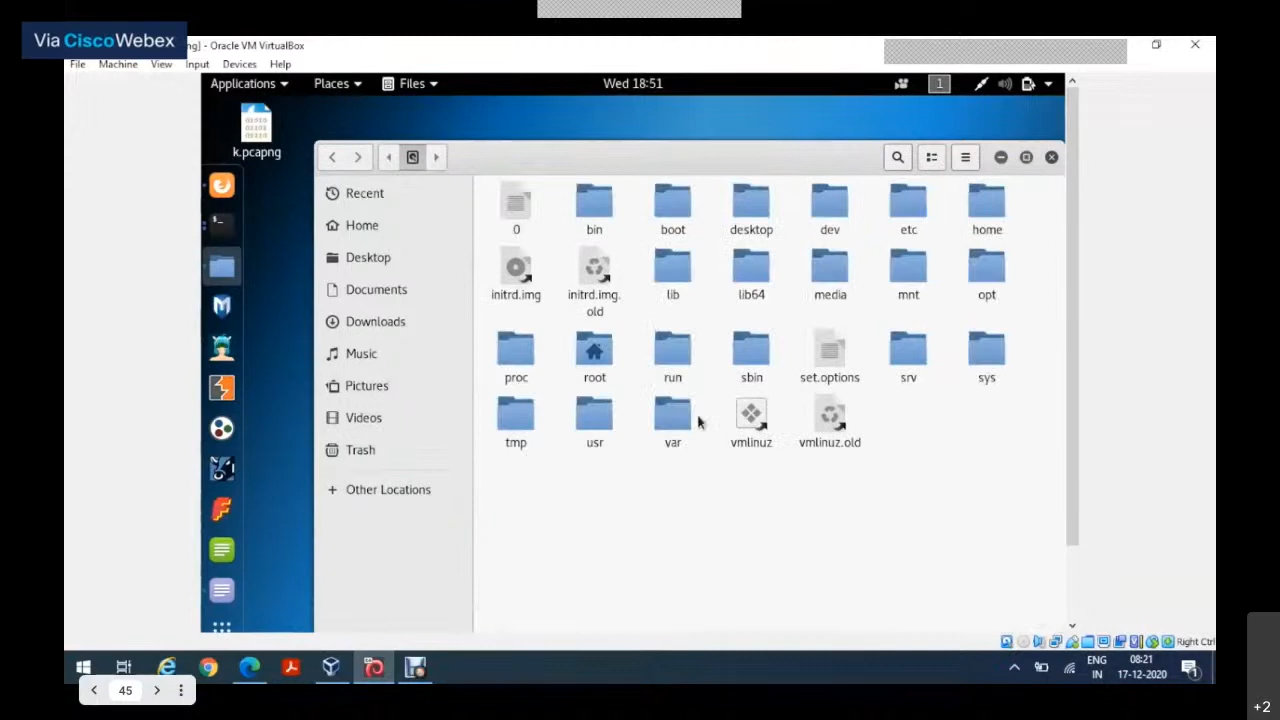 Via CiscoWebex
ng] - Oracle VM VirtualBox
File Machine View Input Devices Help
Applications Places Files Wed 18:51 1
k.pcapng
Recent
Home
Desktop
Documents
Downloads
Music
Pictures
Videos
Trash
+ Other Locations
0 bin boot desktop dev etc home
initrd.img initrd.img. lib lib64 media mnt opt
old
proc root run sbin set.options srv sys
tmp usr var vmlinuz vmlinuz.old
Right Ctrl
ENG 08:21
IN 17-12-2020
1
45
+2